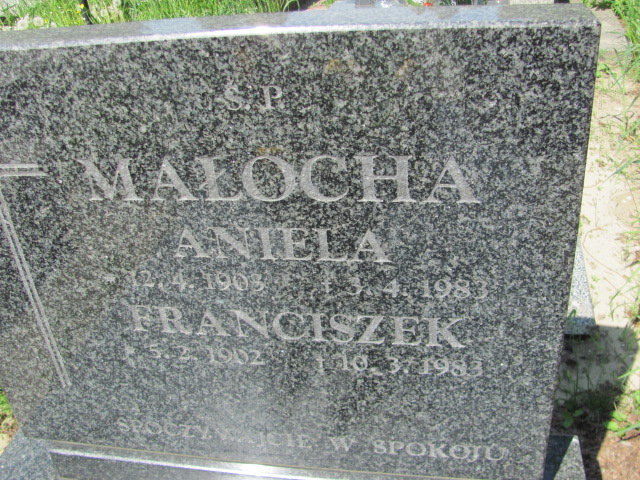 Ś.P.
MAŁOCHA
ANIELA
* 12.4.1903 † 3.4.1983
FRANCISZEK
* 5.2.1902 † 16.3.1983
SPOCZYWAJCIE W SPOKOJU